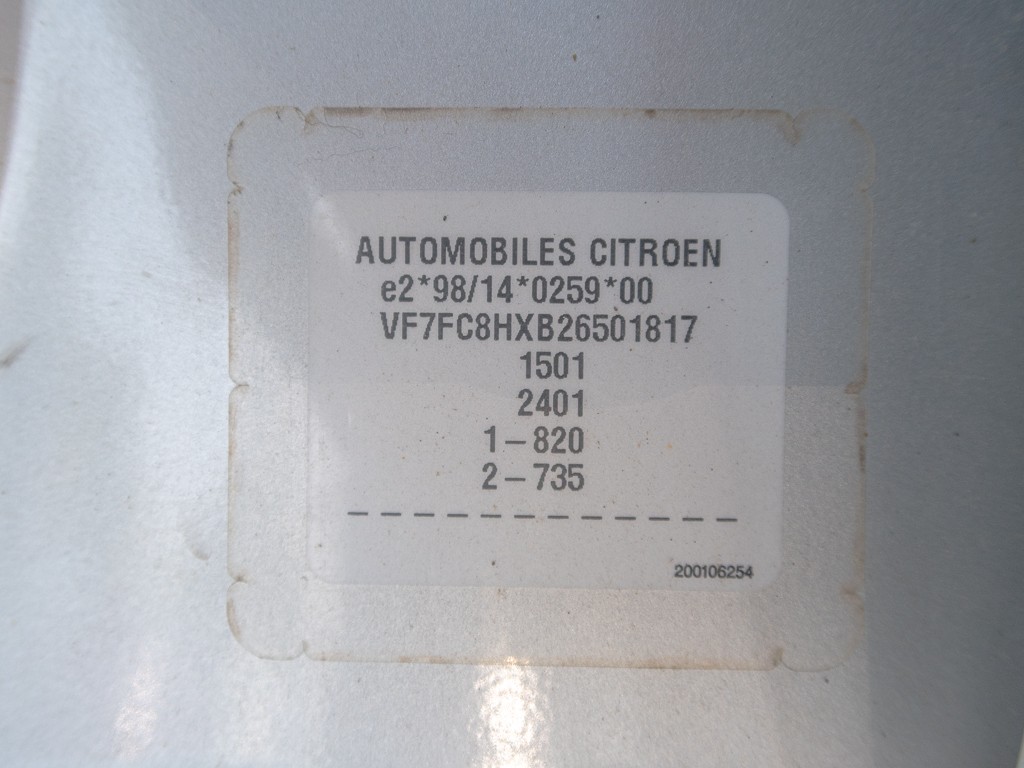 AUTOMOBILES CITROEN
e2*98/14*0259*00
VF7FC8HXB26501817
1501
2401
1-820
2-735
- - - - - - - - - - - -
200106254